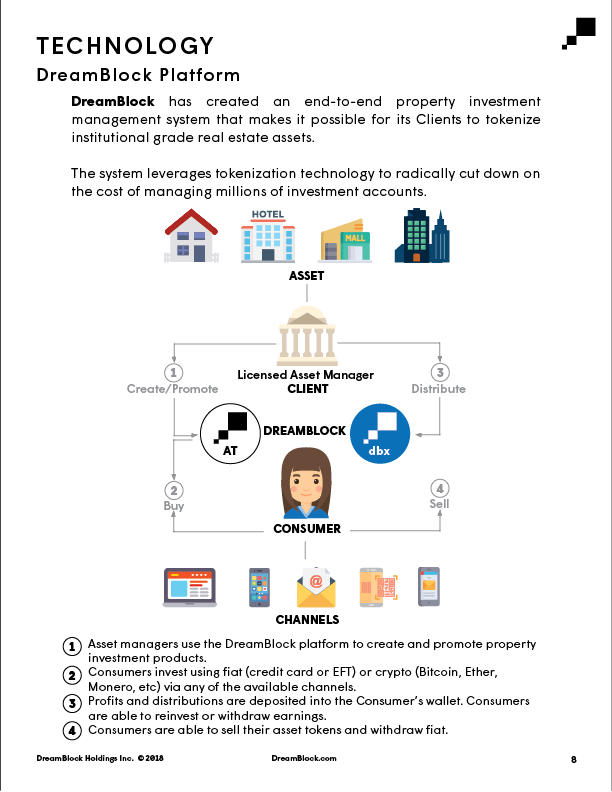 TECHNOLOGY
DreamBlock Platform
DreamBlock has created an end-to-end property investment
management system that makes it possible for its Clients to tokenize
institutional grade real estate assets.
The system leverages tokenization technology to radically cut down on
the cost of managing millions of investment accounts.
HOTEL
MALL
ASSET
Licensed Asset Manager
CLIENT
1
Create/Promote
3
Distribute
AT
DREAMBLOCK
dbx
2
Buy
4
Sell
CONSUMER
@
CHANNELS
1 Asset managers use the DreamBlock platform to create and promote property
investment products.
2 Consumers invest using fiat (credit card or EFT) or crypto (Bitcoin, Ether,
Monero, etc) via any of the available channels.
3 Profits and distributions are deposited into the Consumer's wallet. Consumers
are able to reinvest or withdraw earnings.
4 Consumers are able to sell their asset tokens and withdraw fiat.
DreamBlock Holdings Inc. © 2018 DreamBlock.com 8